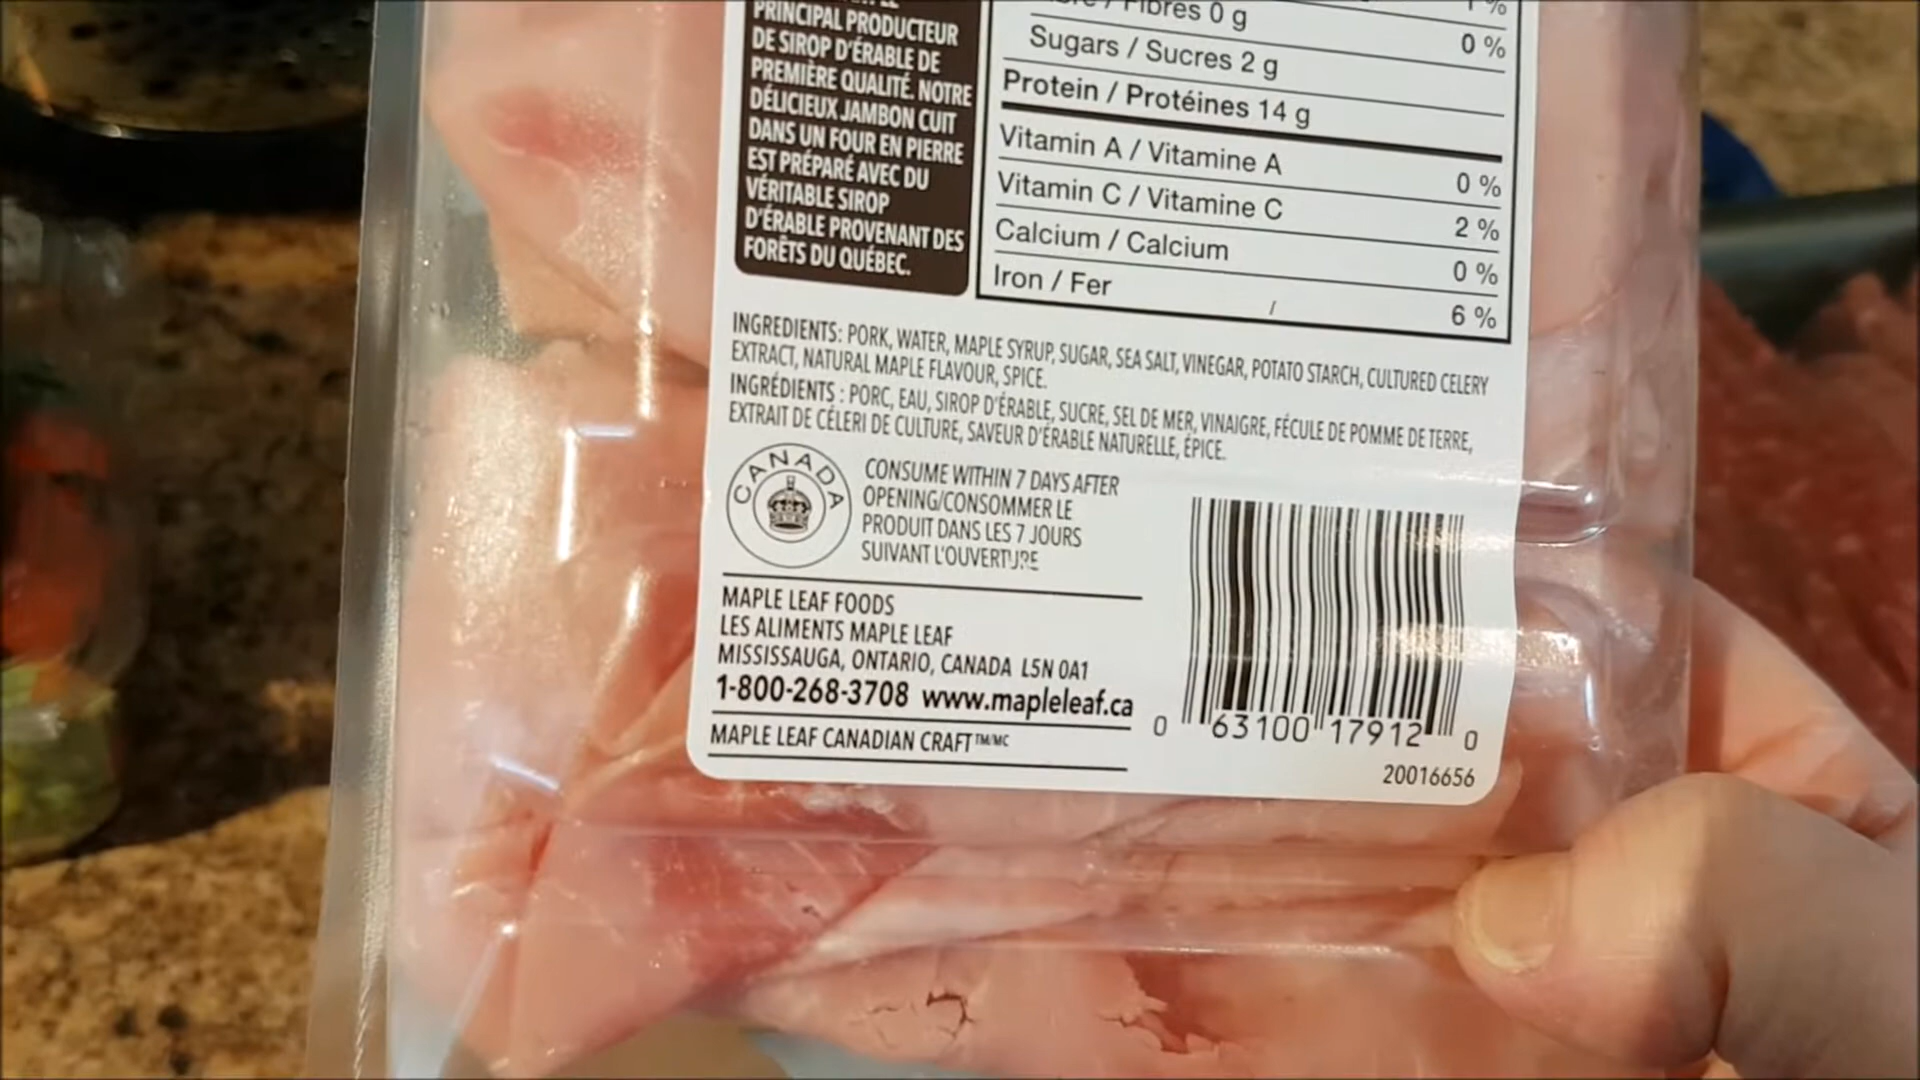 PRINCIPAL PRODUCTEUR
DE SIROP D'ÉRABLE DE
PREMIÈRE QUALITÉ. NOTRE
DÉLICIEUX JAMBON CUIT
DANS UN FOUR EN PIERRE
EST PRÉPARÉ AVEC DU
VÉRITABLE SIROP
D'ÉRABLE PROVENANT DES
FORÊTS DU QUÉBEC.
/ Fibres 0 g 0 %
Sugars / Sucres 2 g
Protein / Protéines 14 g
Vitamin A / Vitamine A 0 %
Vitamin C / Vitamine C 2 %
Calcium / Calcium 0 %
Iron / Fer 6 %
INGREDIENTS: PORK, WATER, MAPLE SYRUP, SUGAR, SEA SALT, VINEGAR, POTATO STARCH, CULTURED CELERY
EXTRACT, NATURAL MAPLE FLAVOUR, SPICE.
INGRÉDIENTS : PORC, EAU, SIROP D'ÉRABLE, SUCRE, SEL DE MER, VINAIGRE, FÉCULE DE POMME DE TERRE,
EXTRAIT DE CÉLERI DE CULTURE, SAVEUR D'ÉRABLE NATURELLE, ÉPICE.
CANADA
CONSUME WITHIN 7 DAYS AFTER
OPENING/CONSOMMER LE
PRODUIT DANS LES 7 JOURS
SUIVANT L'OUVERTURE
MAPLE LEAF FOODS
LES ALIMENTS MAPLE LEAF
MISSISSAUGA, ONTARIO, CANADA L5N 0A1
1-800-268-3708 www.mapleleaf.ca
MAPLE LEAF CANADIAN CRAFT TM/MC
0 63100 17912 0
20016656